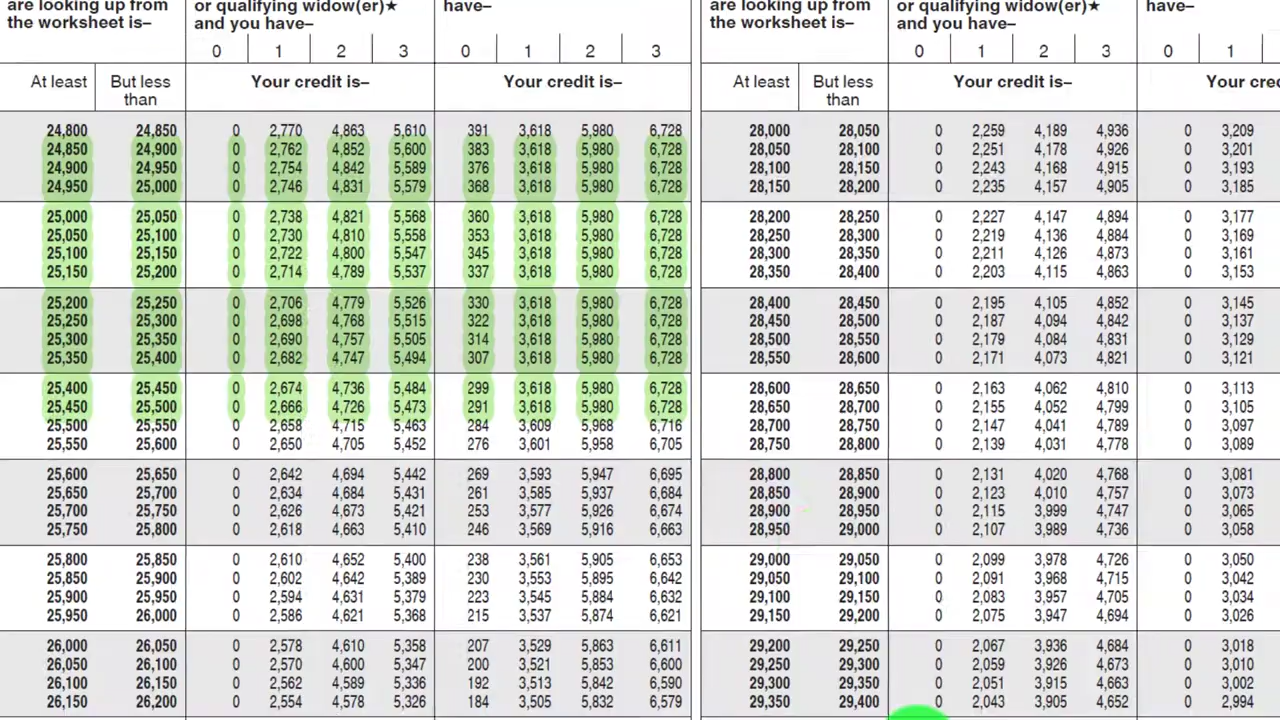 are looking up from or qualifying widow(er)★ have– are looking up from or qualifying widow(er)★ have–
the worksheet is– and you have– the worksheet is– and you have–
0 1 2 3 0 1 2 3 0 1 2 3 0 1
At least But less than Your credit is– Your credit is– At least But less than Your credit is– Your cre
24,800 24,850 0 2,770 4,863 5,610 391 3,618 5,980 6,728 28,000 28,050 0 2,259 4,189 4,936 0 3,209
24,850 24,900 0 2,762 4,852 5,600 383 3,618 5,980 6,728 28,050 28,100 0 2,251 4,178 4,926 0 3,201
24,900 24,950 0 2,754 4,842 5,589 376 3,618 5,980 6,728 28,100 28,150 0 2,243 4,168 4,915 0 3,193
24,950 25,000 0 2,746 4,831 5,579 368 3,618 5,980 6,728 28,150 28,200 0 2,235 4,157 4,905 0 3,185
25,000 25,050 0 2,738 4,821 5,568 360 3,618 5,980 6,728 28,200 28,250 0 2,227 4,147 4,894 0 3,177
25,050 25,100 0 2,730 4,810 5,558 353 3,618 5,980 6,728 28,250 28,300 0 2,219 4,136 4,884 0 3,169
25,100 25,150 0 2,722 4,800 5,547 345 3,618 5,980 6,728 28,300 28,350 0 2,211 4,126 4,873 0 3,161
25,150 25,200 0 2,714 4,789 5,537 337 3,618 5,980 6,728 28,350 28,400 0 2,203 4,115 4,863 0 3,153
25,200 25,250 0 2,706 4,779 5,526 330 3,618 5,980 6,728 28,400 28,450 0 2,195 4,105 4,852 0 3,145
25,250 25,300 0 2,698 4,768 5,515 322 3,618 5,980 6,728 28,450 28,500 0 2,187 4,094 4,842 0 3,137
25,300 25,350 0 2,690 4,757 5,505 314 3,618 5,980 6,728 28,500 28,550 0 2,179 4,084 4,831 0 3,129
25,350 25,400 0 2,682 4,747 5,494 307 3,618 5,980 6,728 28,550 28,600 0 2,171 4,073 4,821 0 3,121
25,400 25,450 0 2,674 4,736 5,484 299 3,618 5,980 6,728 28,600 28,650 0 2,163 4,062 4,810 0 3,113
25,450 25,500 0 2,666 4,726 5,473 291 3,618 5,980 6,728 28,650 28,700 0 2,155 4,052 4,799 0 3,105
25,500 25,550 0 2,658 4,715 5,463 284 3,609 5,968 6,716 28,700 28,750 0 2,147 4,041 4,789 0 3,097
25,550 25,600 0 2,650 4,705 5,452 276 3,601 5,958 6,705 28,750 28,800 0 2,139 4,031 4,778 0 3,089
25,600 25,650 0 2,642 4,694 5,442 269 3,593 5,947 6,695 28,800 28,850 0 2,131 4,020 4,768 0 3,081
25,650 25,700 0 2,634 4,684 5,431 261 3,585 5,937 6,684 28,850 28,900 0 2,123 4,010 4,757 0 3,073
25,700 25,750 0 2,626 4,673 5,421 253 3,577 5,926 6,674 28,900 28,950 0 2,115 3,999 4,747 0 3,065
25,750 25,800 0 2,618 4,663 5,410 246 3,569 5,916 6,663 28,950 29,000 0 2,107 3,989 4,736 0 3,058
25,800 25,850 0 2,610 4,652 5,400 238 3,561 5,905 6,653 29,000 29,050 0 2,099 3,978 4,726 0 3,050
25,850 25,900 0 2,602 4,642 5,389 230 3,553 5,895 6,642 29,050 29,100 0 2,091 3,968 4,715 0 3,042
25,900 25,950 0 2,594 4,631 5,379 223 3,545 5,884 6,632 29,100 29,150 0 2,083 3,957 4,705 0 3,034
25,950 26,000 0 2,586 4,621 5,368 215 3,537 5,874 6,621 29,150 29,200 0 2,075 3,947 4,694 0 3,026
26,000 26,050 0 2,578 4,610 5,358 207 3,529 5,863 6,611 29,200 29,250 0 2,067 3,936 4,684 0 3,018
26,050 26,100 0 2,570 4,600 5,347 200 3,521 5,853 6,600 29,250 29,300 0 2,059 3,926 4,673 0 3,010
26,100 26,150 0 2,562 4,589 5,336 192 3,513 5,842 6,590 29,300 29,350 0 2,051 3,915 4,663 0 3,002
26,150 26,200 0 2,554 4,578 5,326 184 3,505 5,832 6,579 29,350 29,400 0 2,043 3,905 4,652 0 2,994